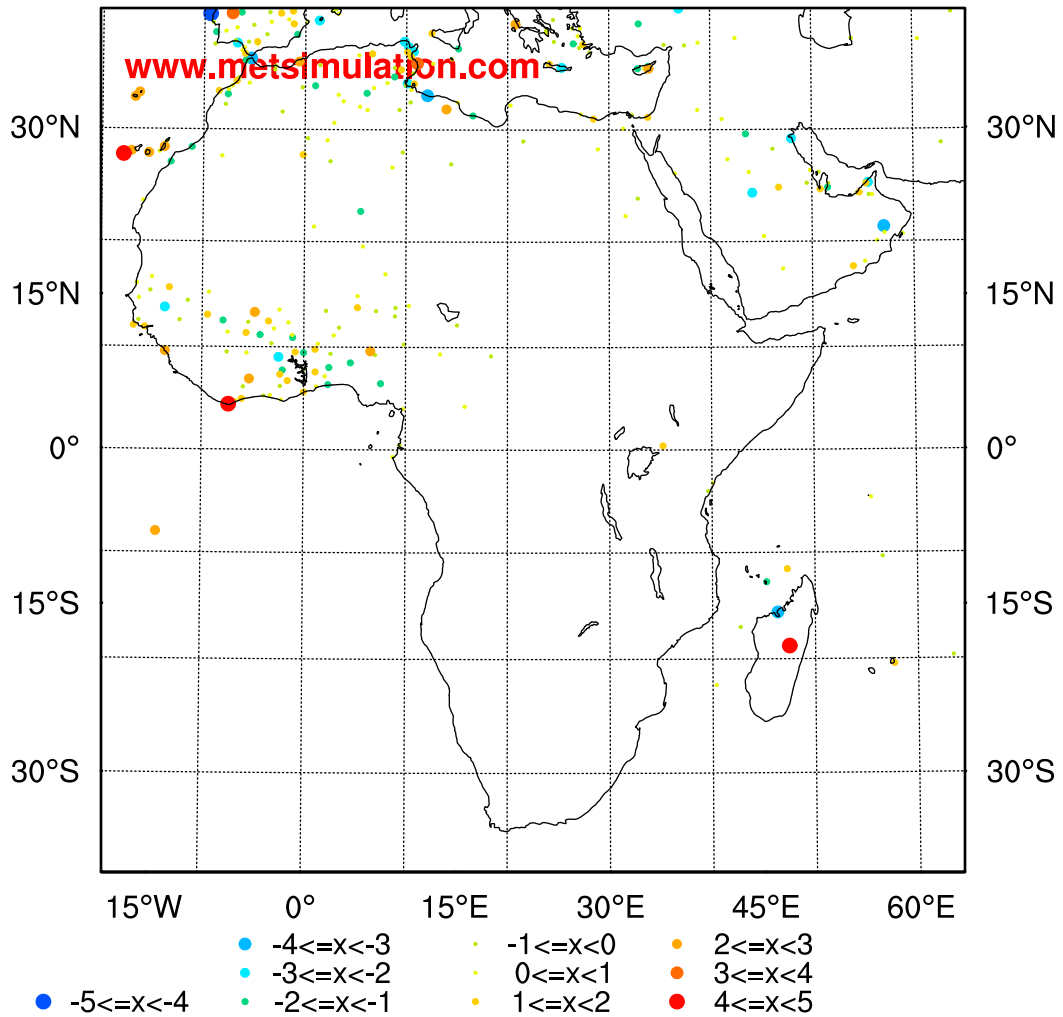 www.metsimulation.com
30°N 30°N
15°N 15°N
0° 0°
15°S 15°S
30°S 30°S
15°W 0° 15°E 30°E 45°E 60°E
-4<=x<-3 -1<=x<0 2<=x<3
-3<=x<-2 0<=x<1 3<=x<4
-5<=x<-4 -2<=x<-1 1<=x<2 4<=x<5